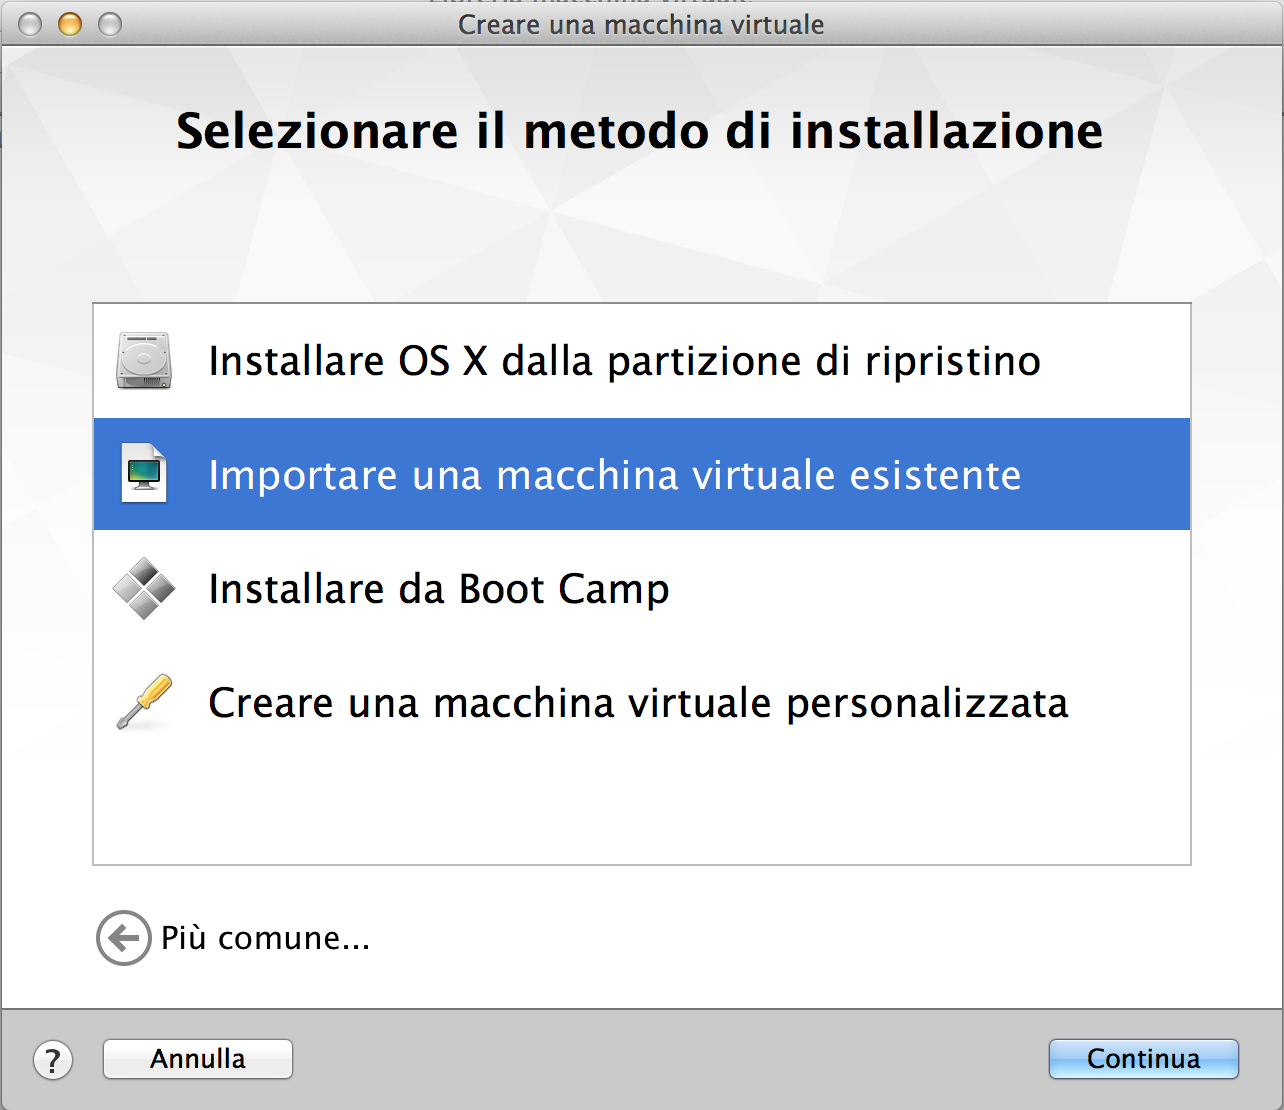 Creare una macchina virtuale
Selezionare il metodo di installazione
Installare OS X dalla partizione di ripristino
Importare una macchina virtuale esistente
Installare da Boot Camp
Creare una macchina virtuale personalizzata
Più comune...
?
Annulla
Continua